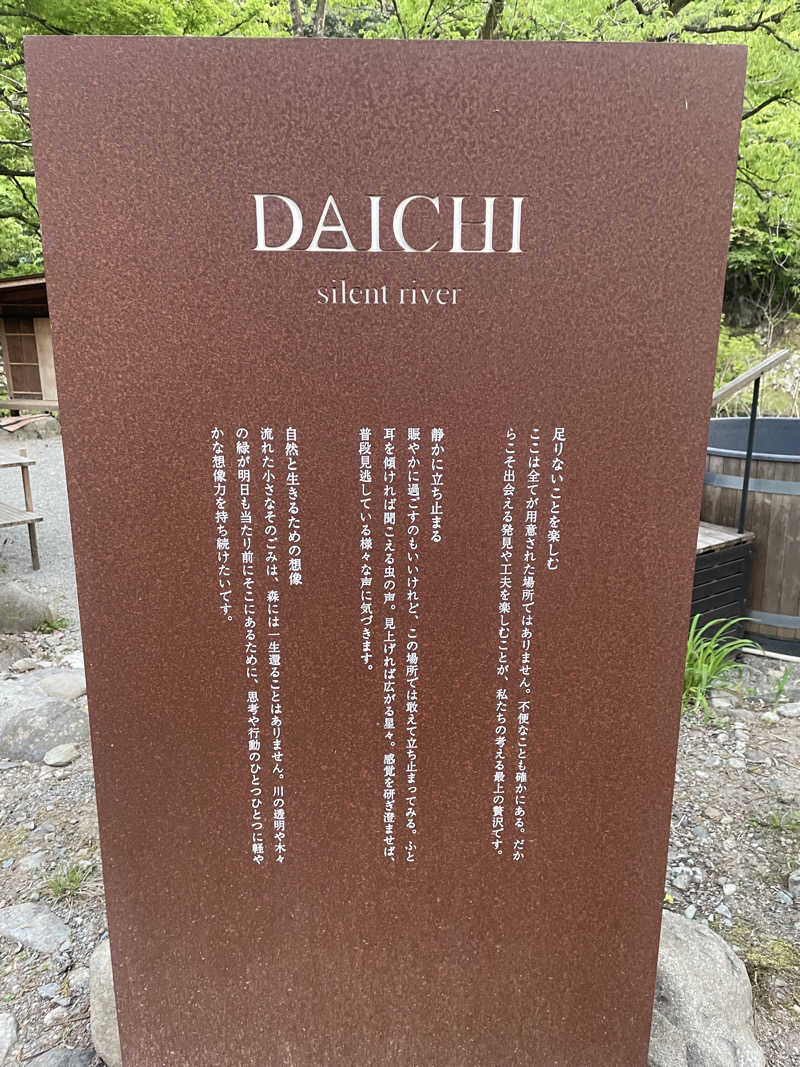 DAICHI
silent river
足りないことを楽しむ
ここは全てが用意された場所ではありません。不便なことも確かにある。だか
らこそ出会える発見や工夫を楽しむことが、私たちの考える最上の贅沢です。
静かに立ち止まる
賑やかに過ごすのもいいけれど、この場所では敢えて立ち止まってみる。ふと
耳を傾ければ聞こえる虫の声。見上げれば広がる星々。感覚を研ぎ澄ませば、
普段見逃している様々な声に気づきます。
自然と生きるための想像
流れた小さなそのごみは、森には一生還ることはありません。川の透明や木々
の緑が明日も当たり前にそこにあるために、思考や行動のひとつひとつに軽や
かな想像力を持ち続けたいです。